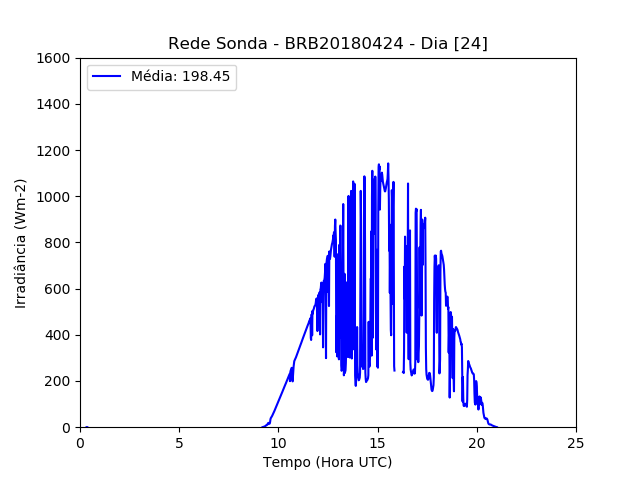 Rede Sonda - BRB20180424 - Dia [24]
Média: 198.45
1600
1400
1200
1000
800
600
400
200
0
Irradiância (Wm-2)
0 5 10 15 20 25
Tempo (Hora UTC)